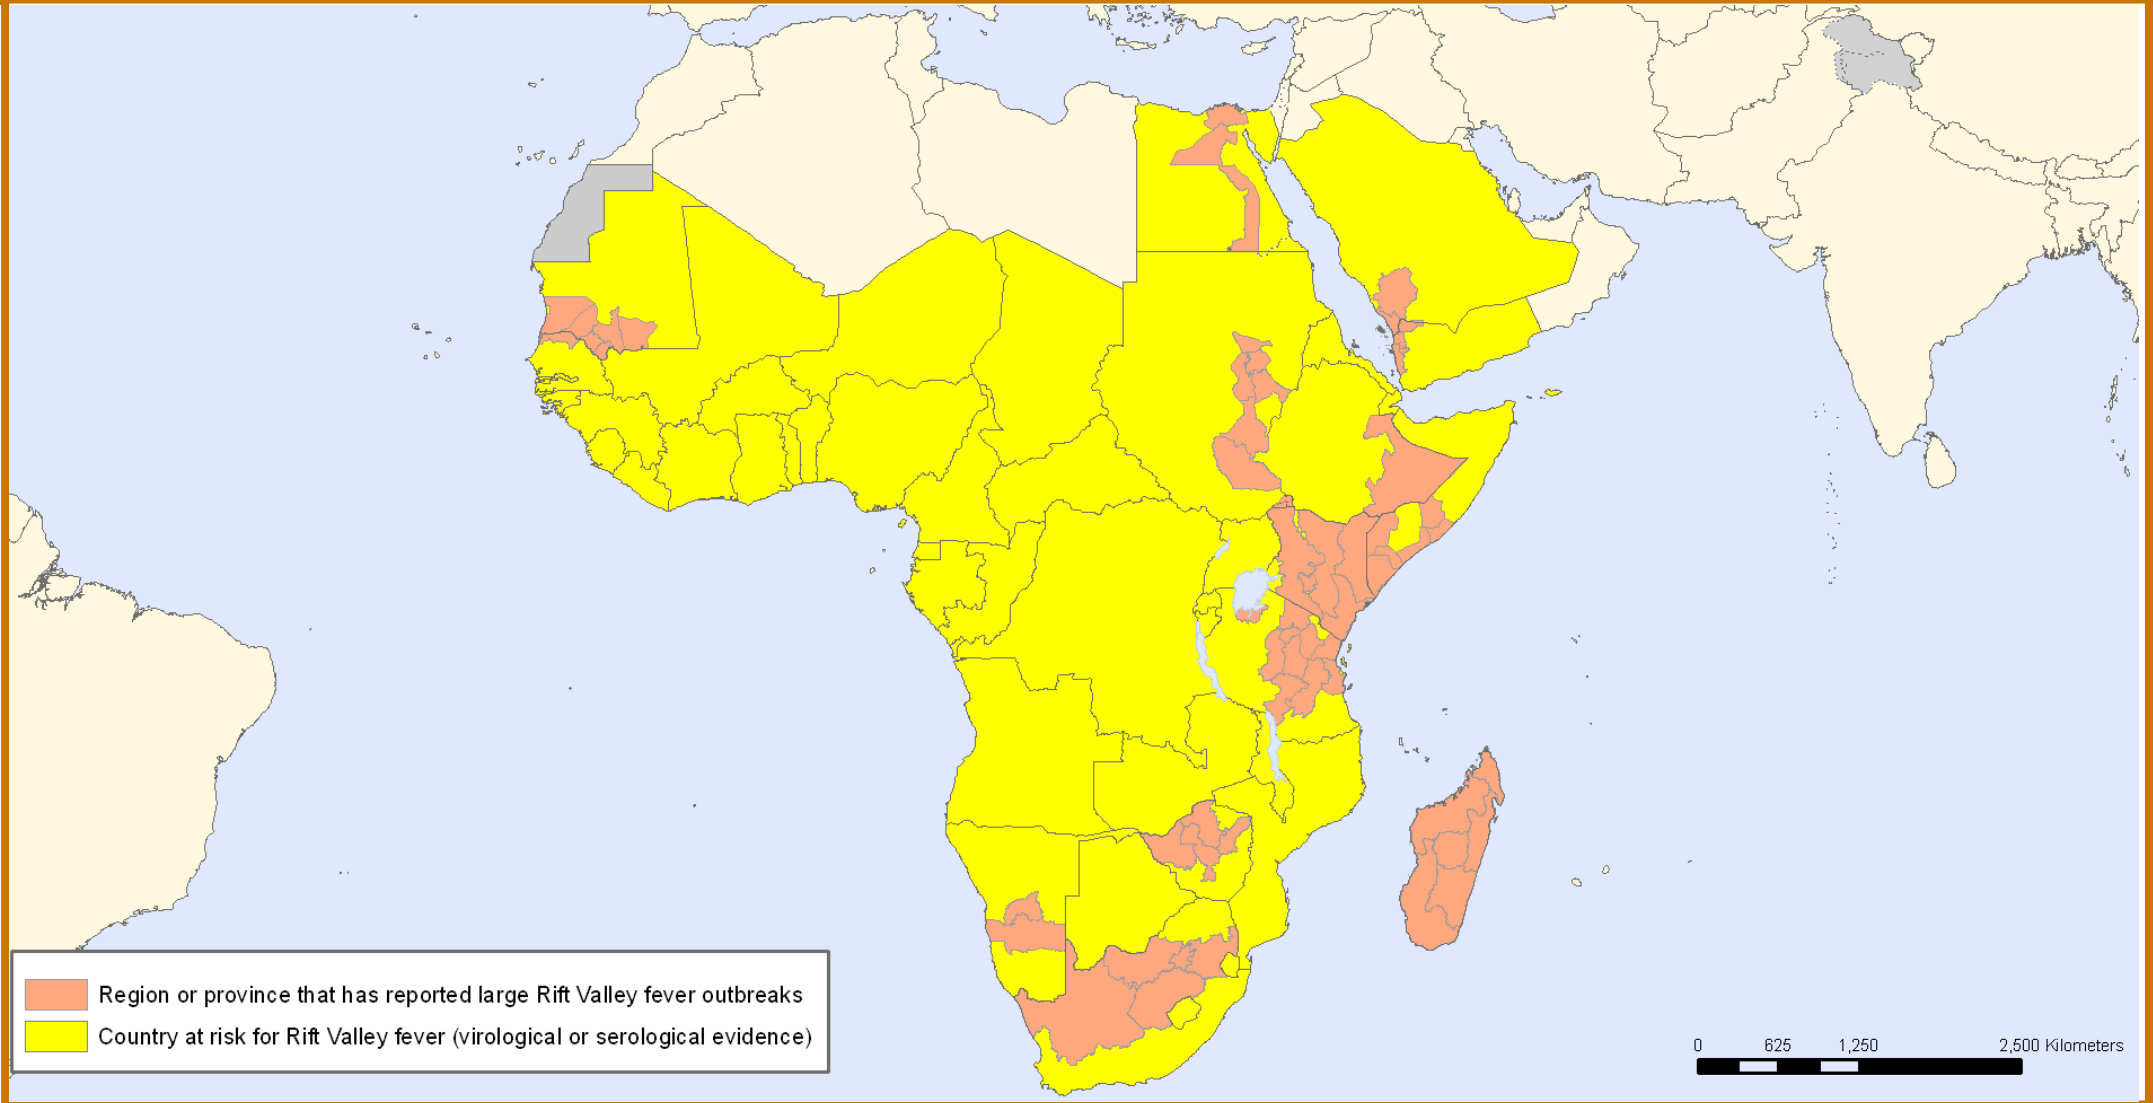 Region or province that has reported large Rift Valley fever outbreaks
Country at risk for Rift Valley fever (virological or serological evidence)
0 625 1,250 2,500 Kilometers